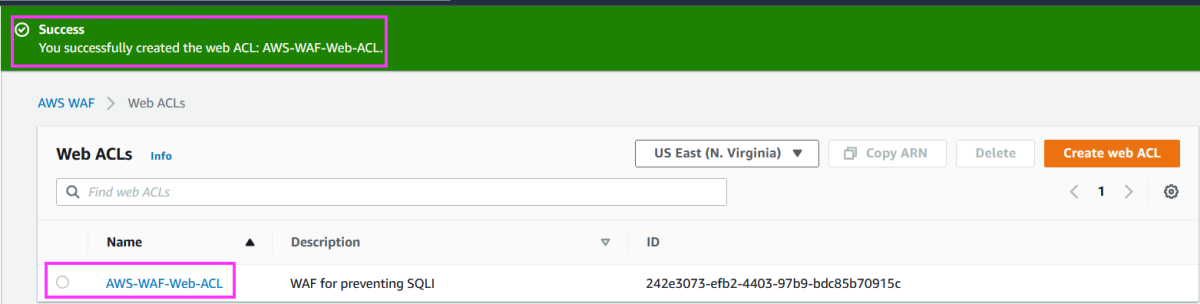 Success
You successfully created the web ACL: AWS-WAF-Web-ACL.
AWS WAF > Web ACLs
Web ACLs Info US East (N. Virginia) Copy ARN Delete Create web ACL
Find web ACLs 1
Name Description ID
AWS-WAF-Web-ACL WAF for preventing SQLI 242e3073-efb2-4403-97b9-bdc85b70915c